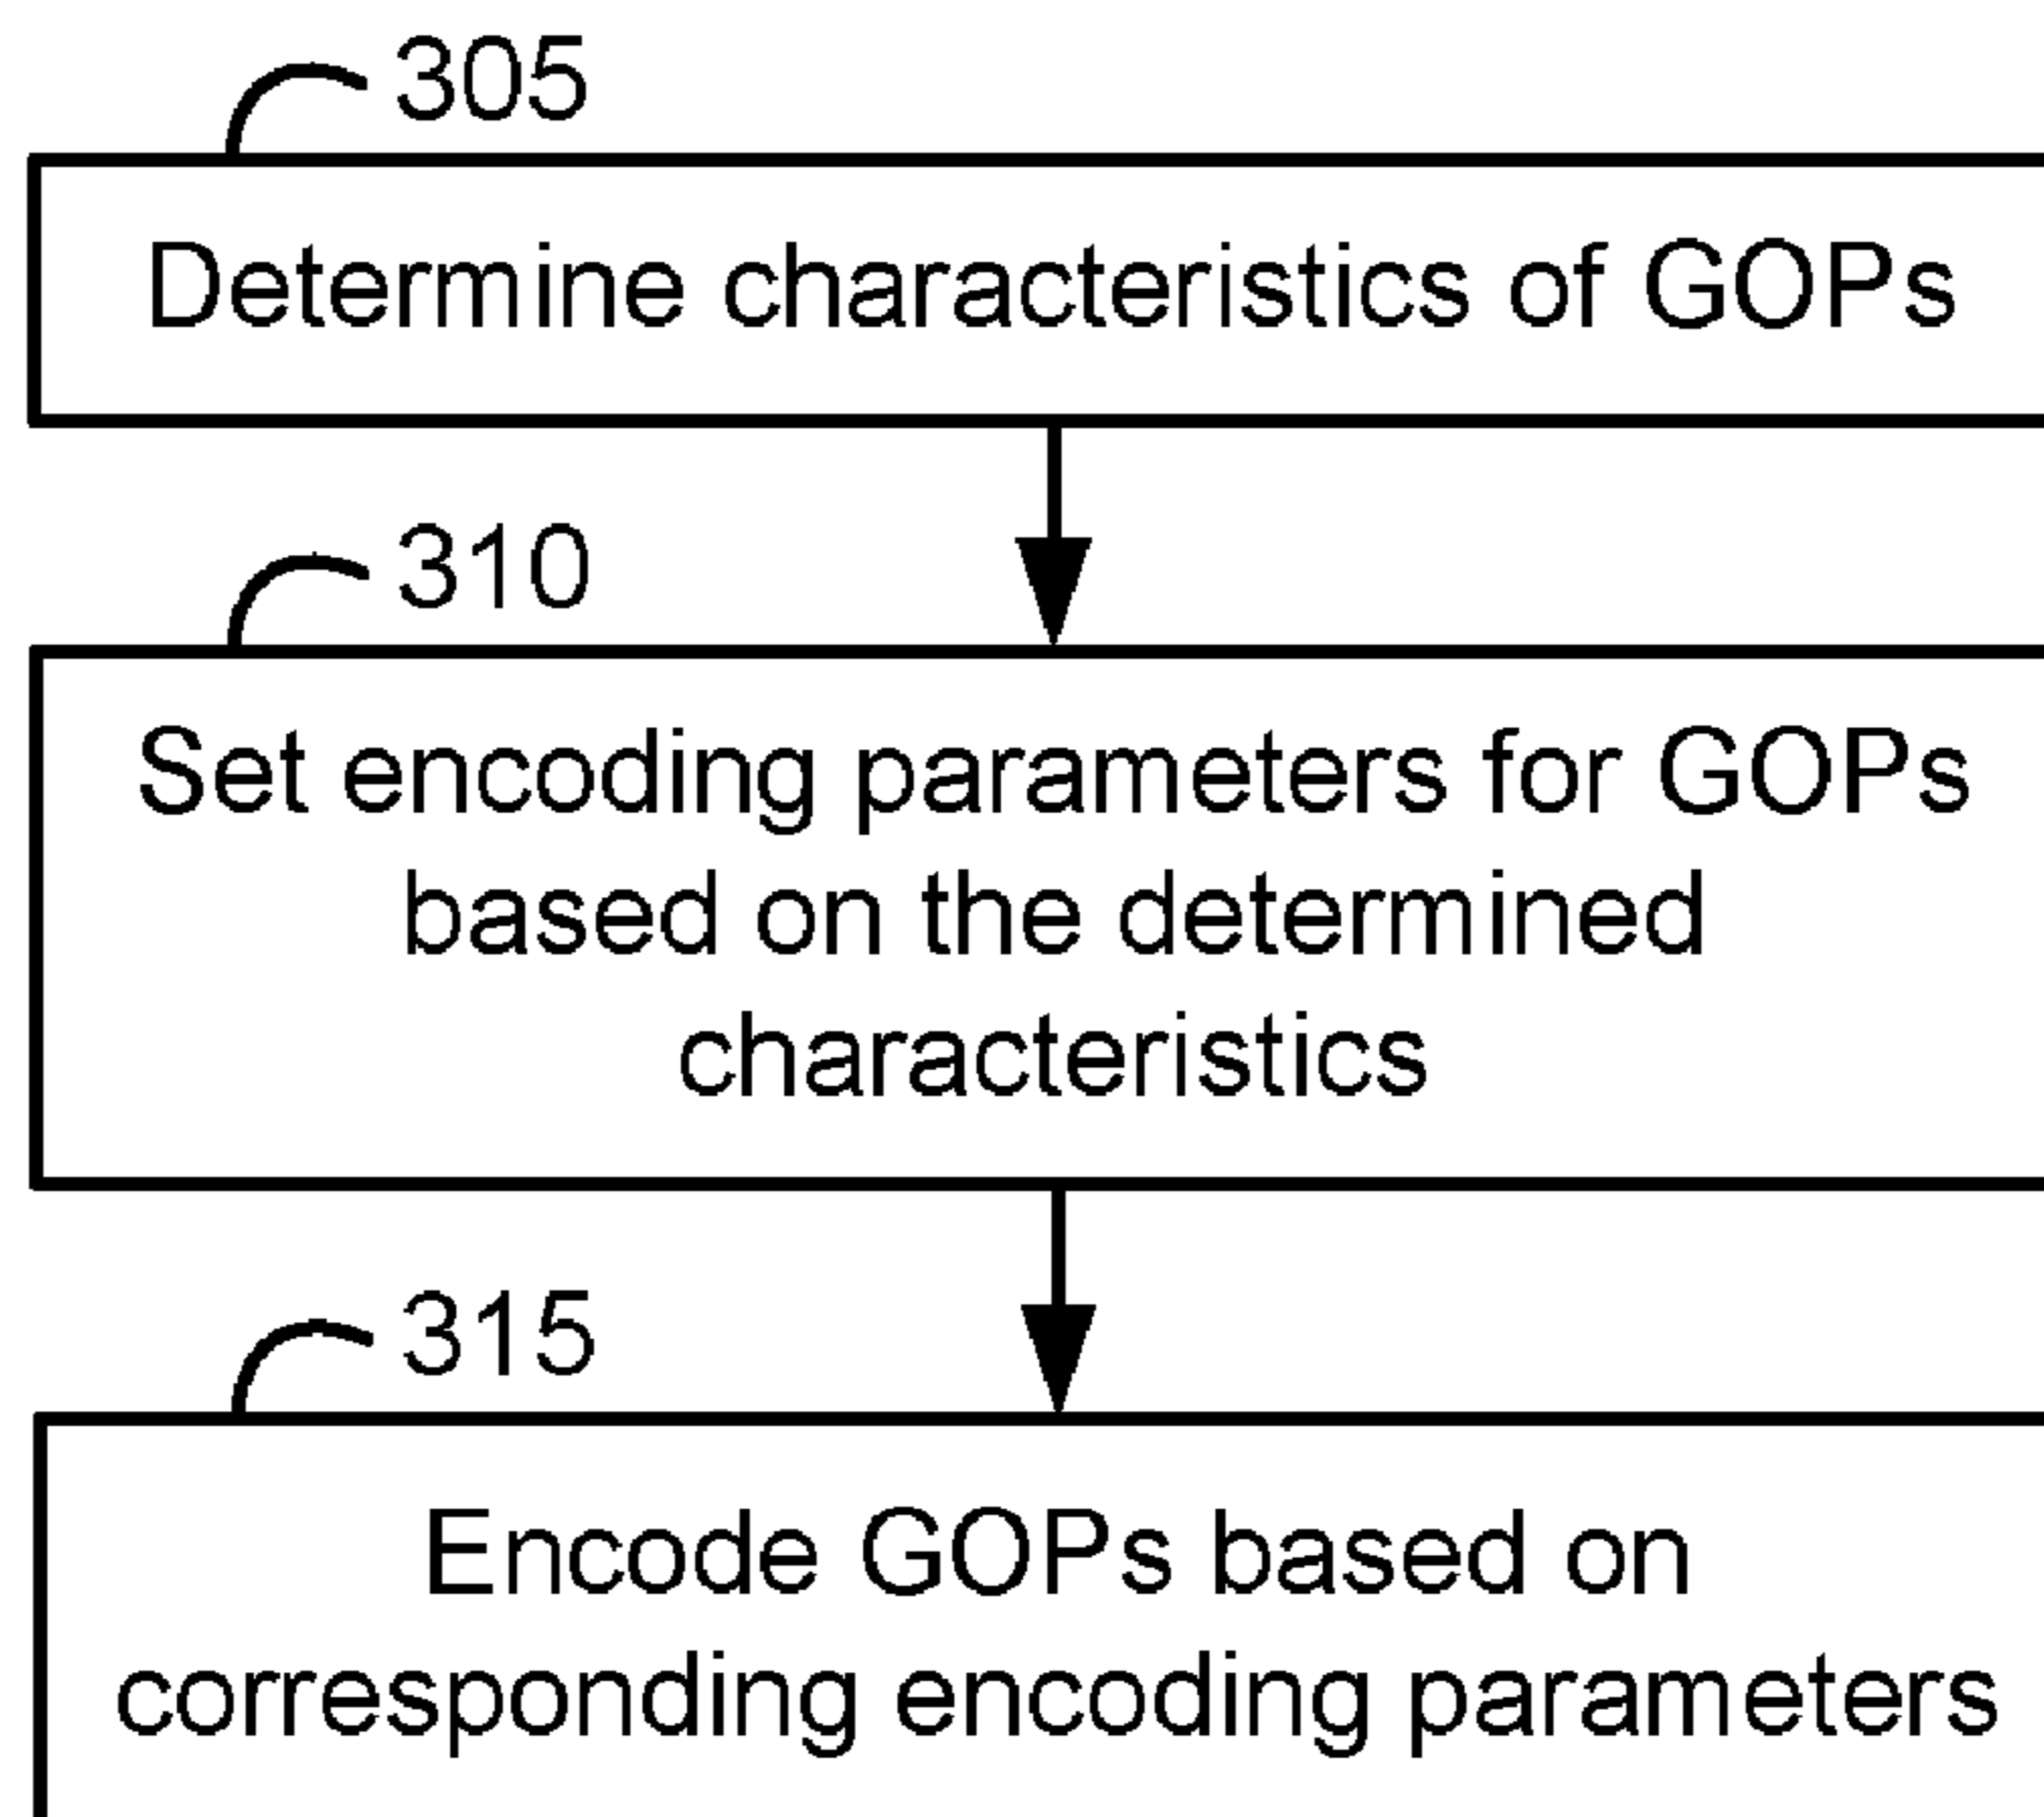 305
Determine characteristics of GOPs
310
Set encoding parameters for GOPs
based on the determined
characteristics
315
Encode GOPs based on
corresponding encoding parameters